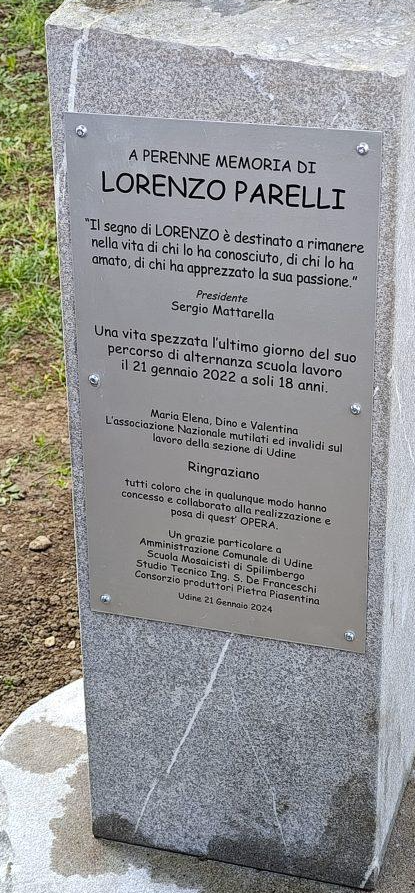 A PERENNE MEMORIA DI
LORENZO PARELLI
"Il segno di LORENZO è destinato a rimanere
nella vita di chi lo ha conosciuto, di chi lo ha
amato, di chi ha apprezzato la sua passione."
Presidente
Sergio Mattarella
Una vita spezzata l'ultimo giorno del suo
percorso di alternanza scuola lavoro
il 21 gennaio 2022 a soli 18 anni.
Maria Elena, Dino e Valentina
L'associazione Nazionale mutilati ed invalidi sul
lavoro della sezione di Udine
Ringraziano
tutti coloro che in qualunque modo hanno
concesso e collaborato alla realizzazione e
posa di quest' OPERA.
Un grazie particolare a
Amministrazione Comunale di Udine
Scuola Mosaicisti di Spilimbergo
Studio Tecnico Ing. S. De Franceschi
Consorzio produttori Pietra Piasentina
Udine 21 Gennaio 2024